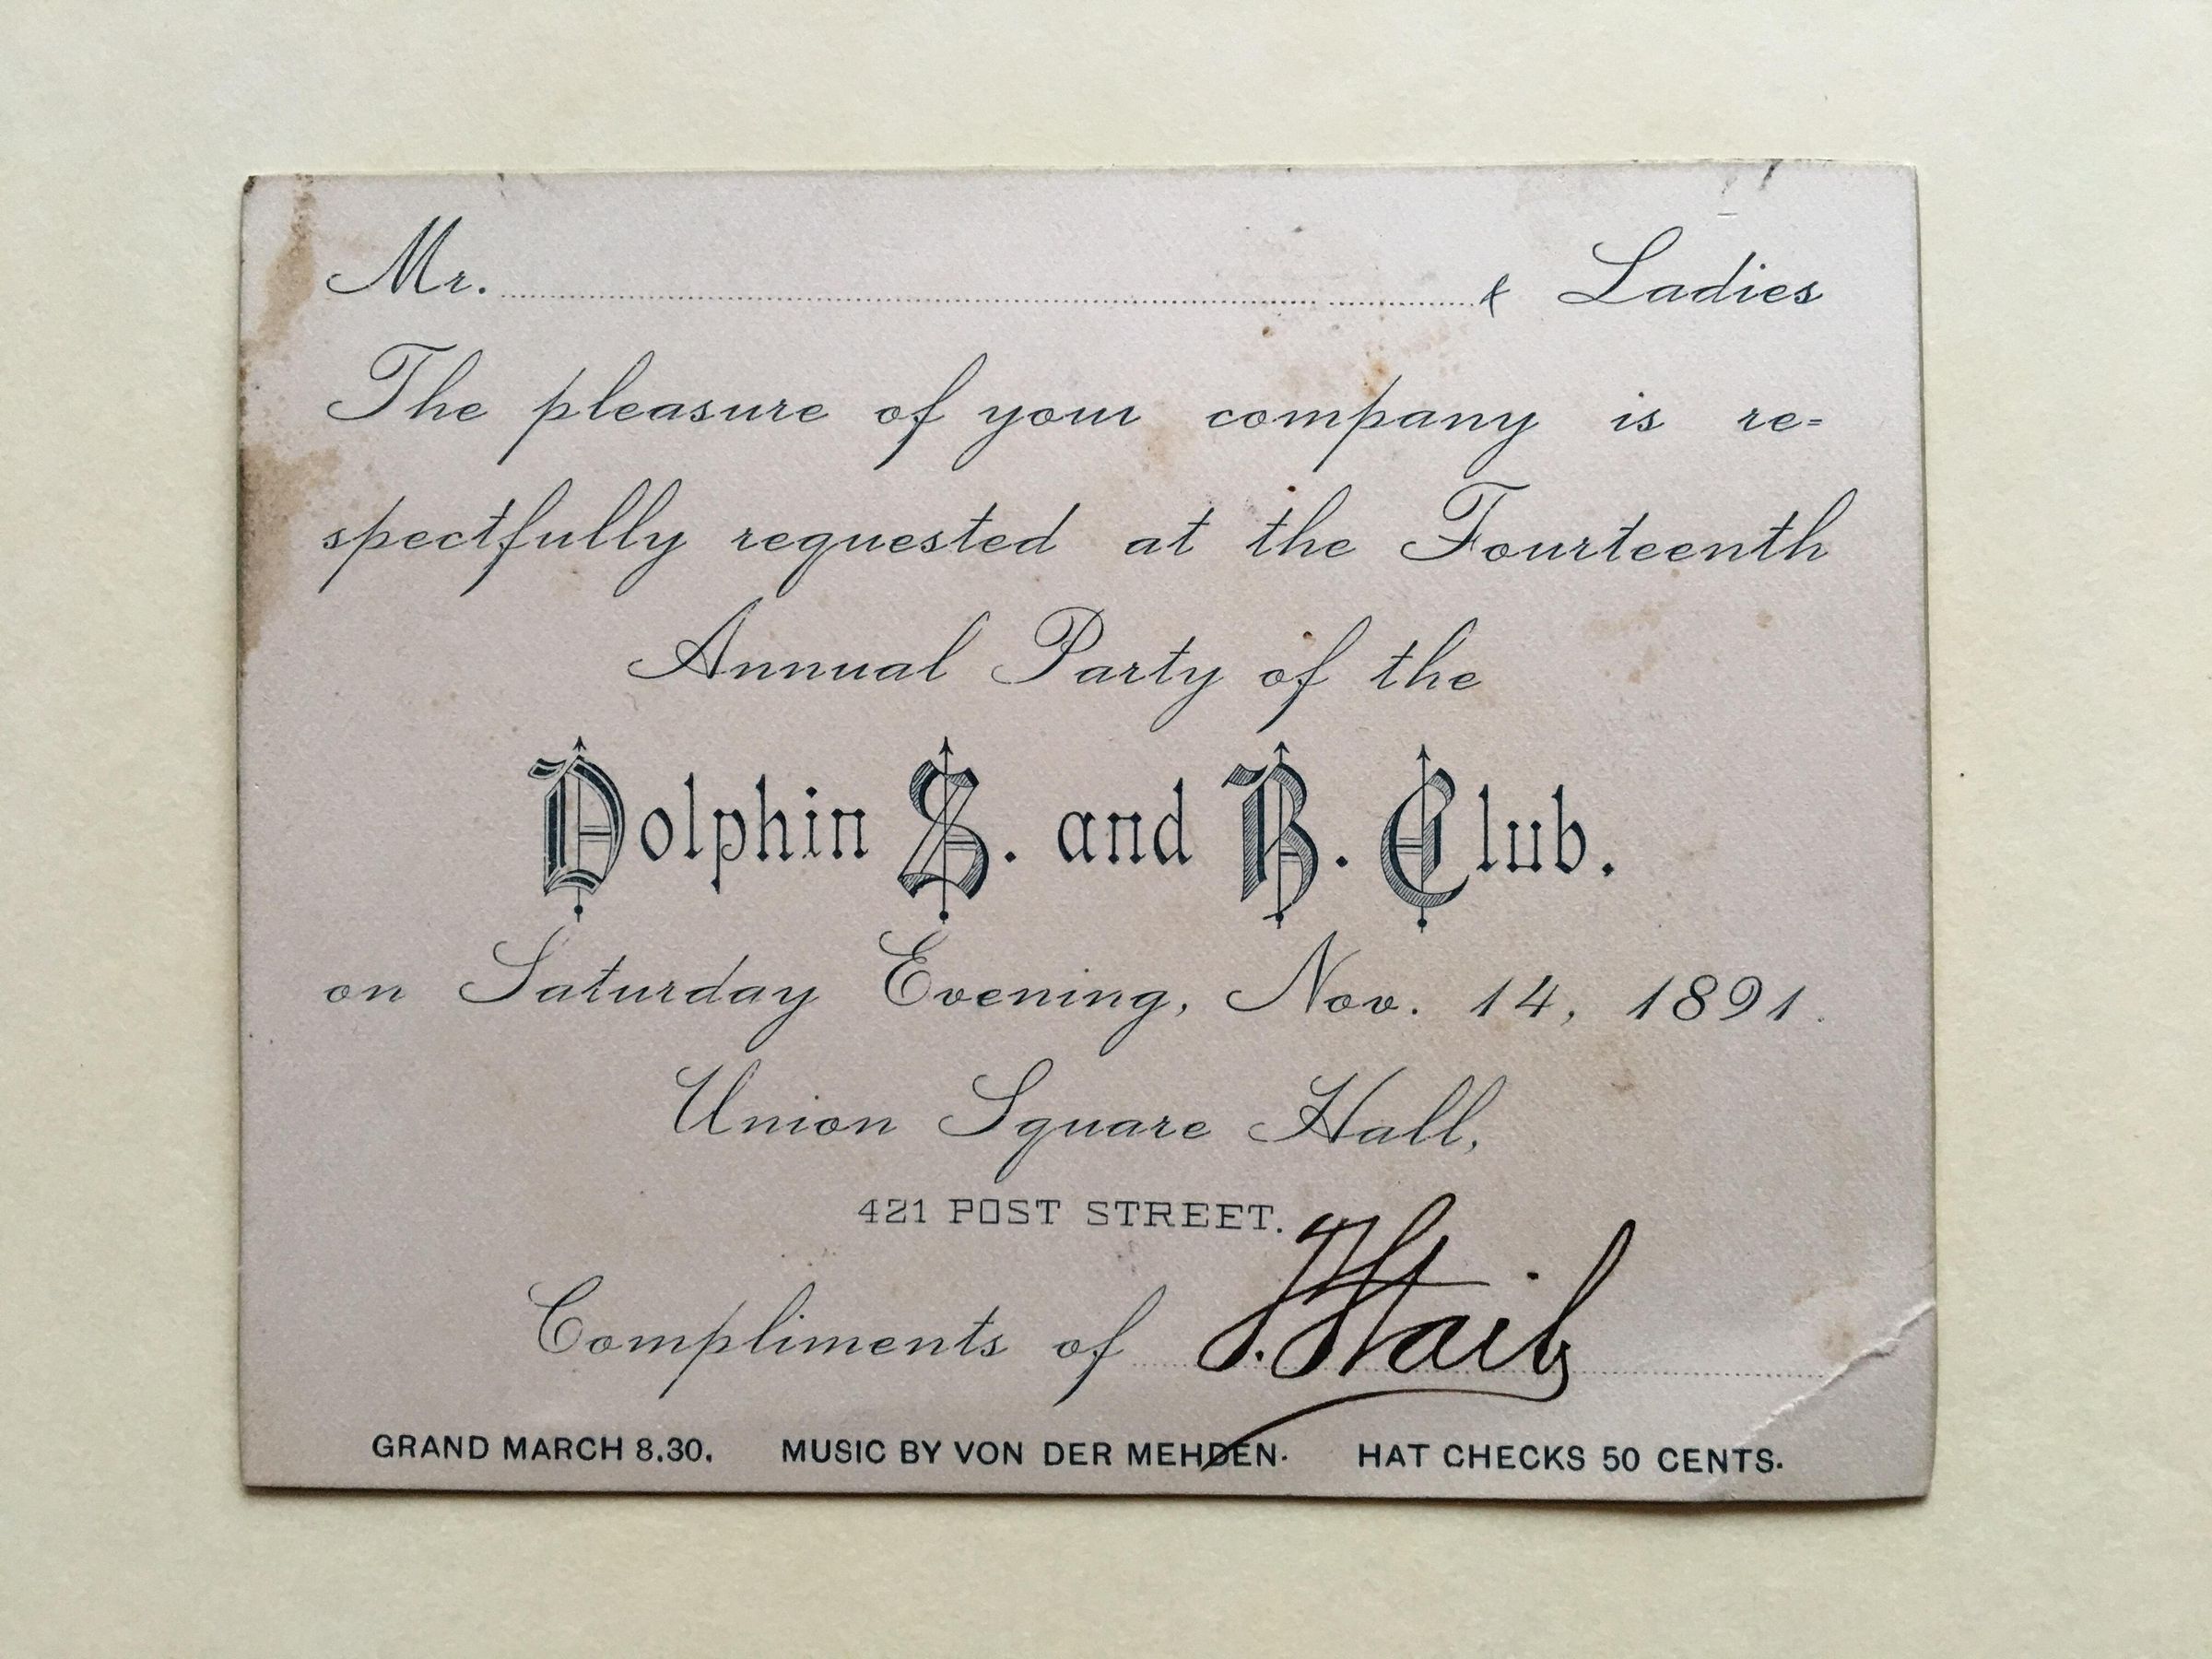 Mr. & Ladies
The pleasure of your company is re=
spectfully requested at the Fourteenth
Annual Party of the
Dolphin S. and B. Club.
on Saturday Evening, Nov. 14, 1891.
Union Square Hall,
421 POST STREET.
Compliments of
GRAND MARCH 8.30. MUSIC BY VON DER MEHDEN. HAT CHECKS 50 CENTS.